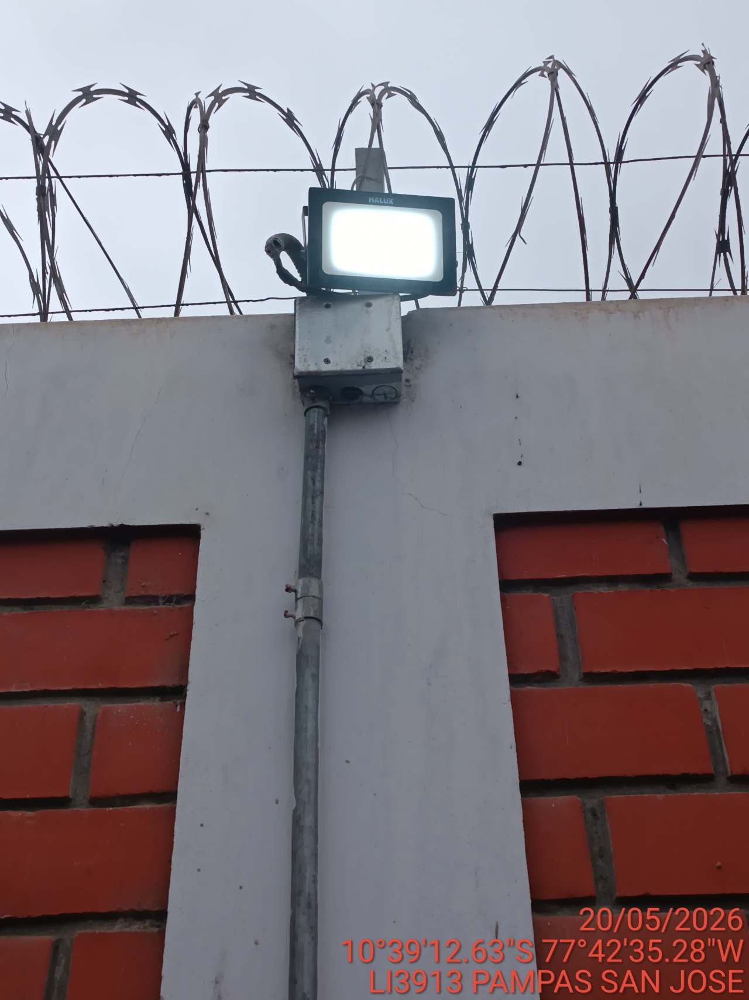 HALUX
20/05/2026
10°39'12.63"S 77°42'35.28"W
LI3913 PAMPAS SAN JOSE